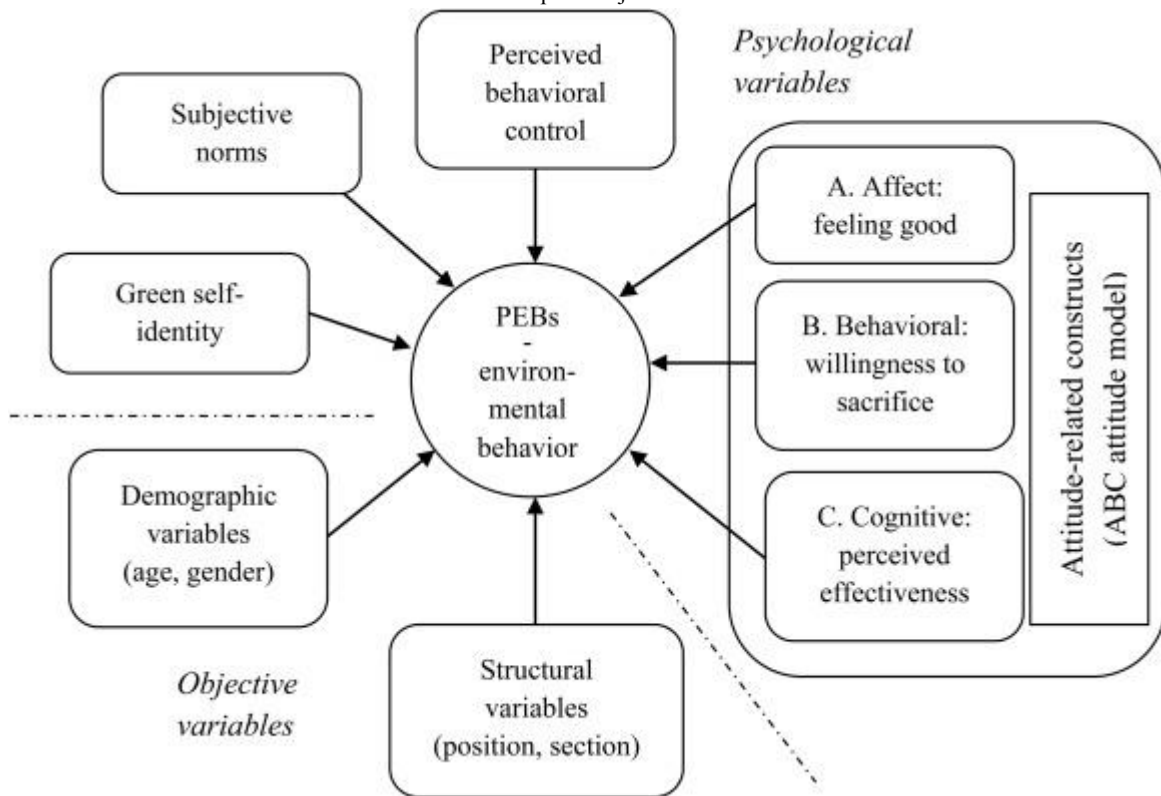 Perceived
behavioral
control
Psychological
variables
Subjective
norms
A. Affect:
feeling good
Green self-
identity
PEBs
-
environ-
mental
behavior
B. Behavioral:
willingness to
sacrifice
Attitude-related constructs
(ABC attitude model)
Demographic
variables
(age, gender)
C. Cognitive:
perceived
effectiveness
Objective
variables
Structural
variables
(position, section)